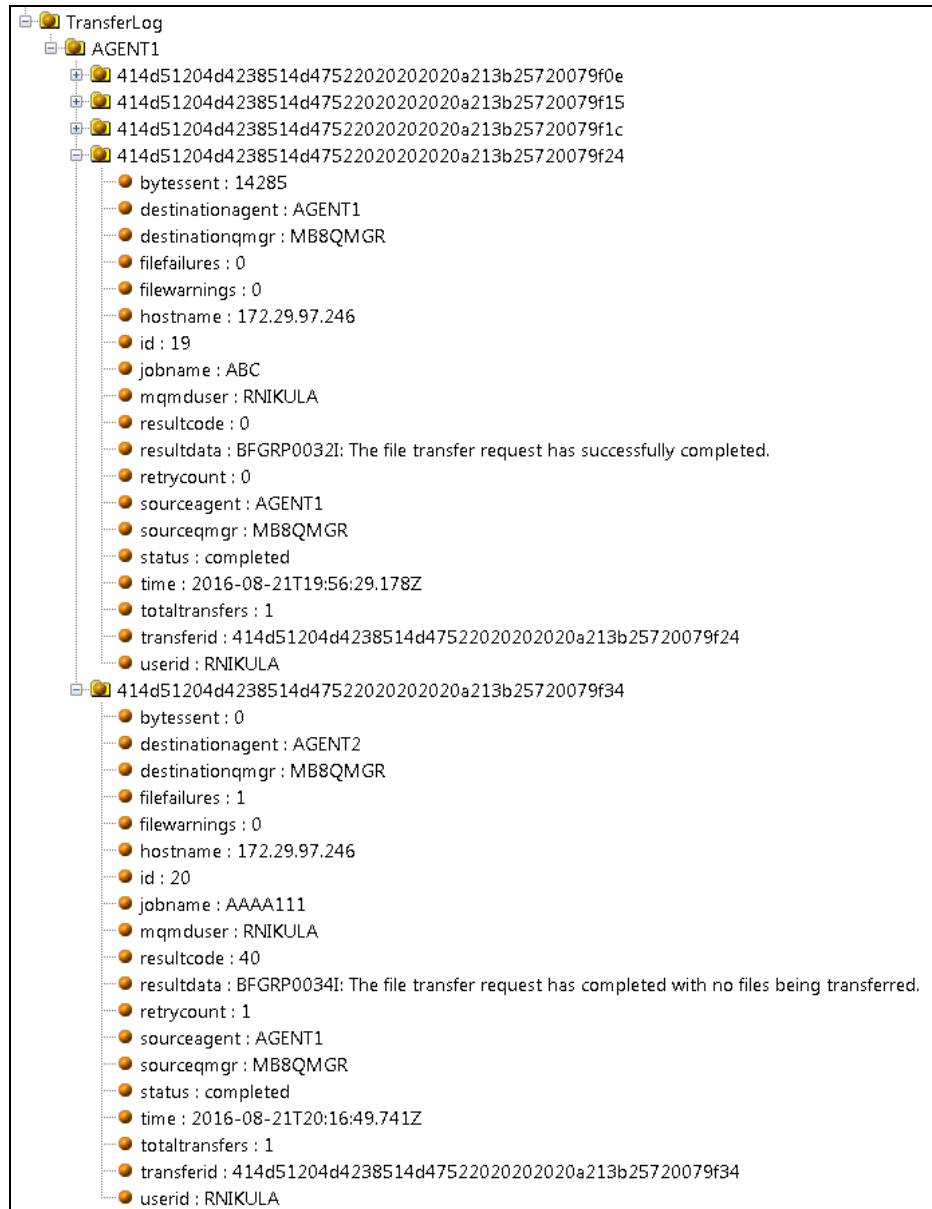 TransferLog
AGENT1
414d51204d4238514d47522020202020a213b25720079f0e
414d51204d4238514d47522020202020a213b25720079f15
414d51204d4238514d47522020202020a213b25720079f1c
414d51204d4238514d47522020202020a213b25720079f24
bytessent : 14285
destinationagent : AGENT1
destinationqmgr : MB8QMGR
filefailures : 0
filewarnings : 0
hostname : 172.29.97.246
id : 19
jobname : ABC
mqmduser : RNIKULA
resultcode : 0
resultdata : BFGRP0032I: The file transfer request has successfully completed.
retrycount : 0
sourceagent : AGENT1
sourceqmgr : MB8QMGR
status : completed
time : 2016-08-21T19:56:29.178Z
totaltransfers : 1
transferid : 414d51204d4238514d47522020202020a213b25720079f24
userid : RNIKULA
414d51204d4238514d47522020202020a213b25720079f34
bytessent : 0
destinationagent : AGENT2
destinationqmgr : MB8QMGR
filefailures : 1
filewarnings : 0
hostname : 172.29.97.246
id : 20
jobname : AAAA111
mqmduser : RNIKULA
resultcode : 40
resultdata : BFGRP0034I: The file transfer request has completed with no files being transferred.
retrycount : 1
sourceagent : AGENT1
sourceqmgr : MB8QMGR
status : completed
time : 2016-08-21T20:16:49.741Z
totaltransfers : 1
transferid : 414d51204d4238514d47522020202020a213b25720079f34
userid : RNIKULA